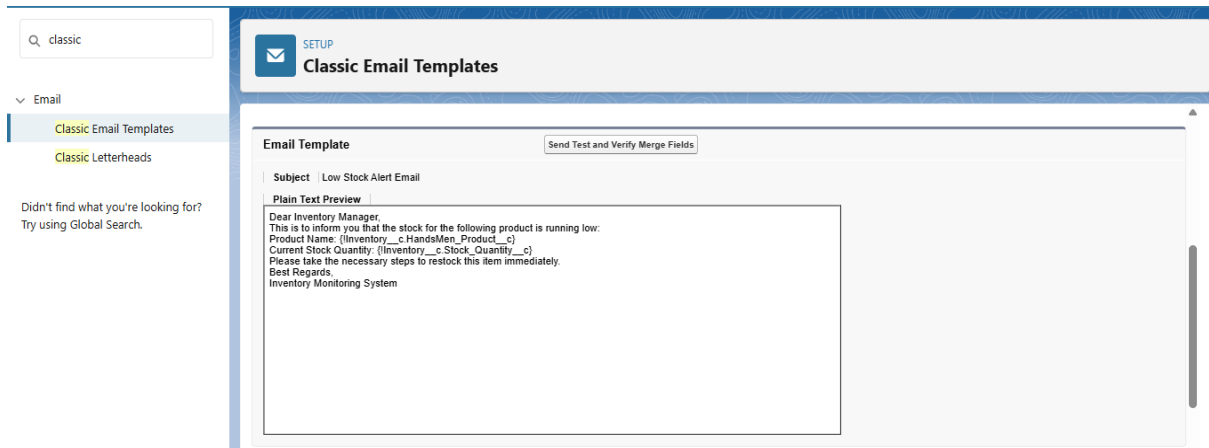 classic
Email
Classic Email Templates
Classic Letterheads
Didn't find what you're looking for?
Try using Global Search.
SETUP
Classic Email Templates
Email Template
Send Test and Verify Merge Fields
Subject Low Stock Alert Email
Plain Text Preview
Dear Inventory Manager,
This is to inform you that the stock for the following product is running low:
Product Name: {!Inventory__c.HandsMen_Product__c}
Current Stock Quantity: {!Inventory__c.Stock_Quantity__c}
Please take the necessary steps to restock this item immediately.
Best Regards,
Inventory Monitoring System